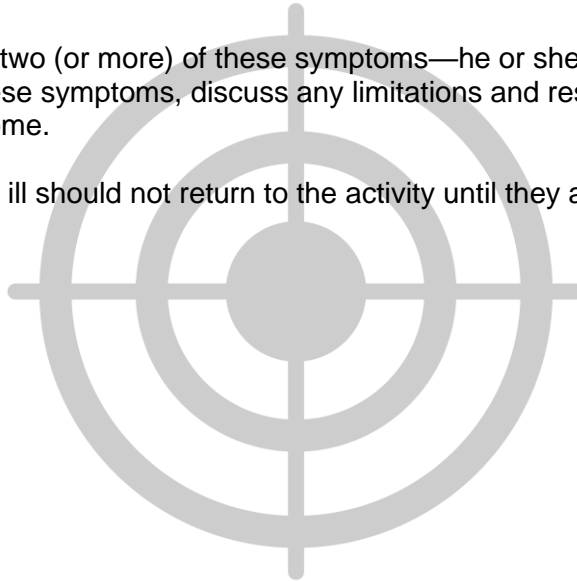 two (or more) of these symptoms—he or she
se symptoms, discuss any limitations and res
ome.
ill should not return to the activity until they a